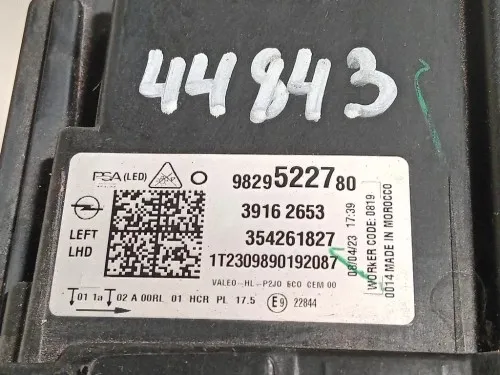 44843
PSA (LED)
9829522780
3916 2653
LEFT
LHD
354261827
1T2309890192087
VALEO-HL-P2JO ECO CEM 00
01 1a 02 A 00RL 01 HCR PL 17.5 E9 22844
08/04/23 17:39
WORKER CODE: 0819
0014 MADE IN MOROCCO